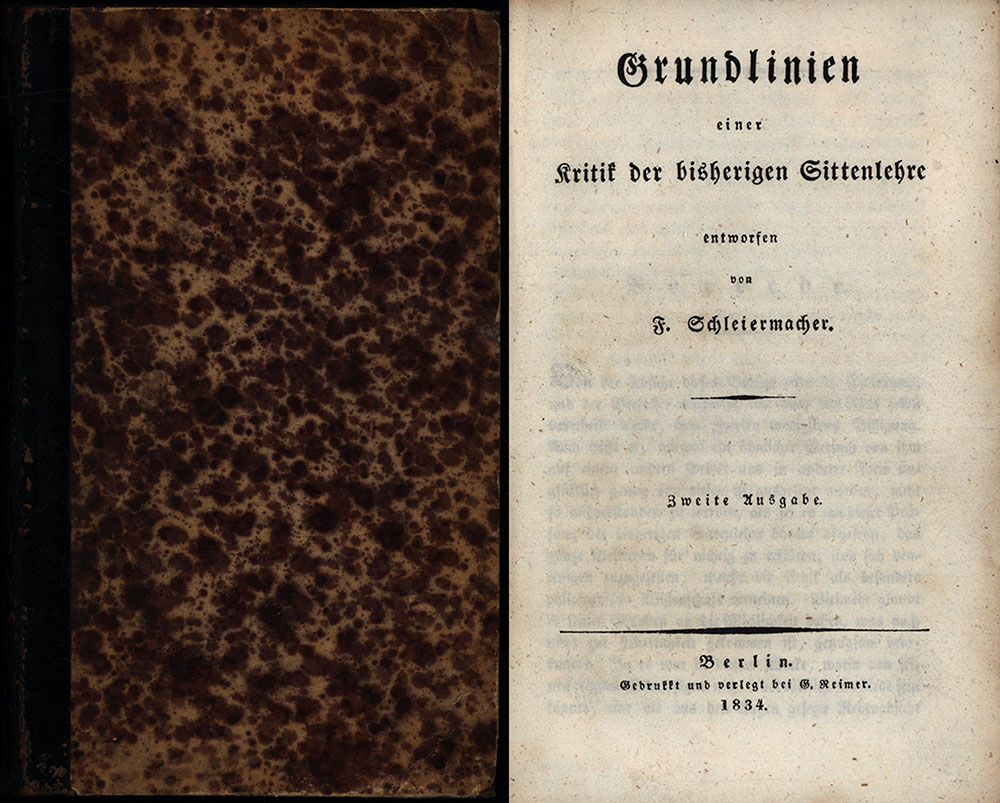 Grundlinien
einer
Kritik der bisherigen Sittenlehre
entworfen
von
F. Schleiermacher.
Zweite Ausgabe.
Berlin.
Gedrukkt und verlegt bei G. Reimer.
1834.